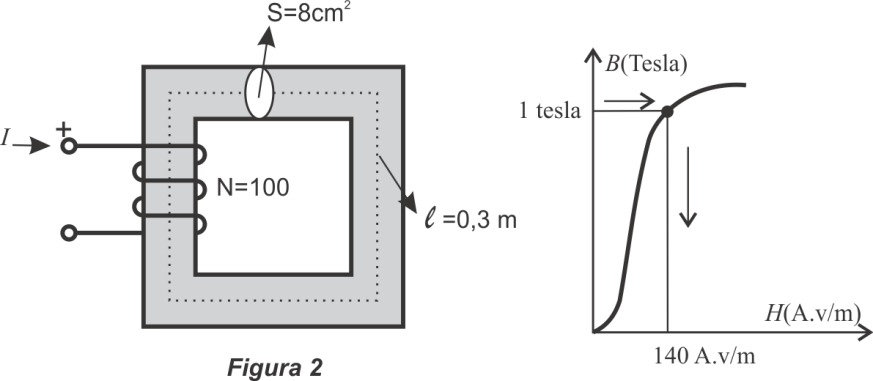 S=8cm²
I
+
N=100
ℓ =0,3 m
Figura 2
B(Tesla)
1 tesla
H(A.v/m)
140 A.v/m